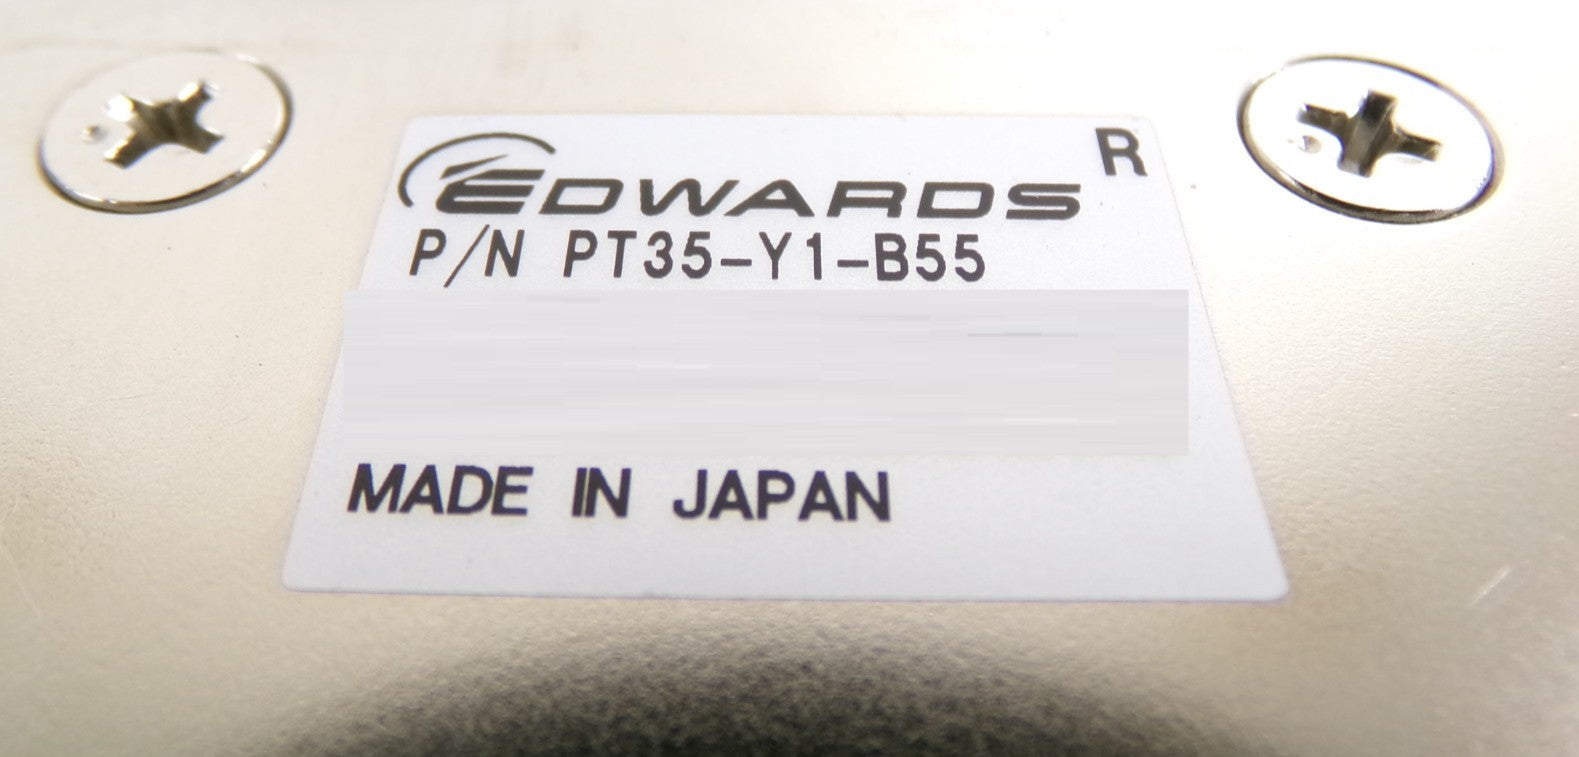 EDWARDS R
P/N PT35-Y1-B55
MADE IN JAPAN